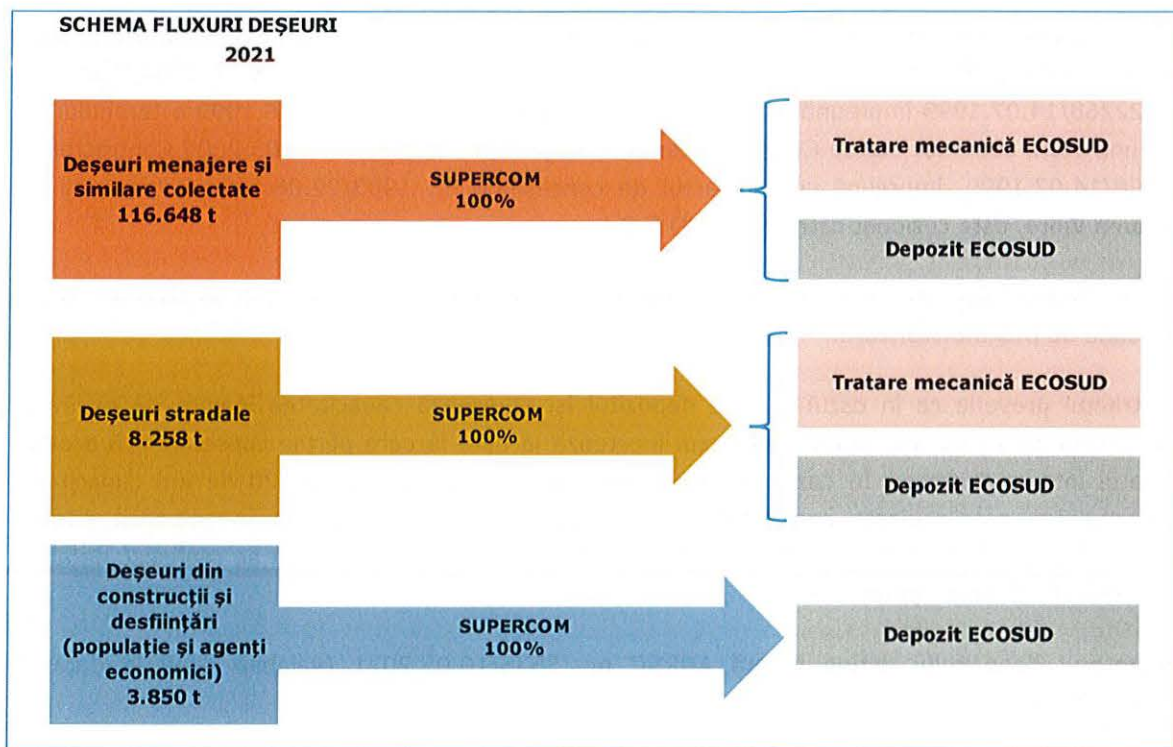 SCHEMA FLUXURI DEȘEURI
2021
Deșeuri menajere și
similare colectate
116.648 t
SUPERCOM
100%
Tratare mecanică ECOSUD
Depozit ECOSUD
Deșeuri stradale
8.258 t
SUPERCOM
100%
Tratare mecanică ECOSUD
Depozit ECOSUD
Deșeuri din
construcții și
desființări
(populație și agenți
economici)
3.850 t
SUPERCOM
100%
Depozit ECOSUD